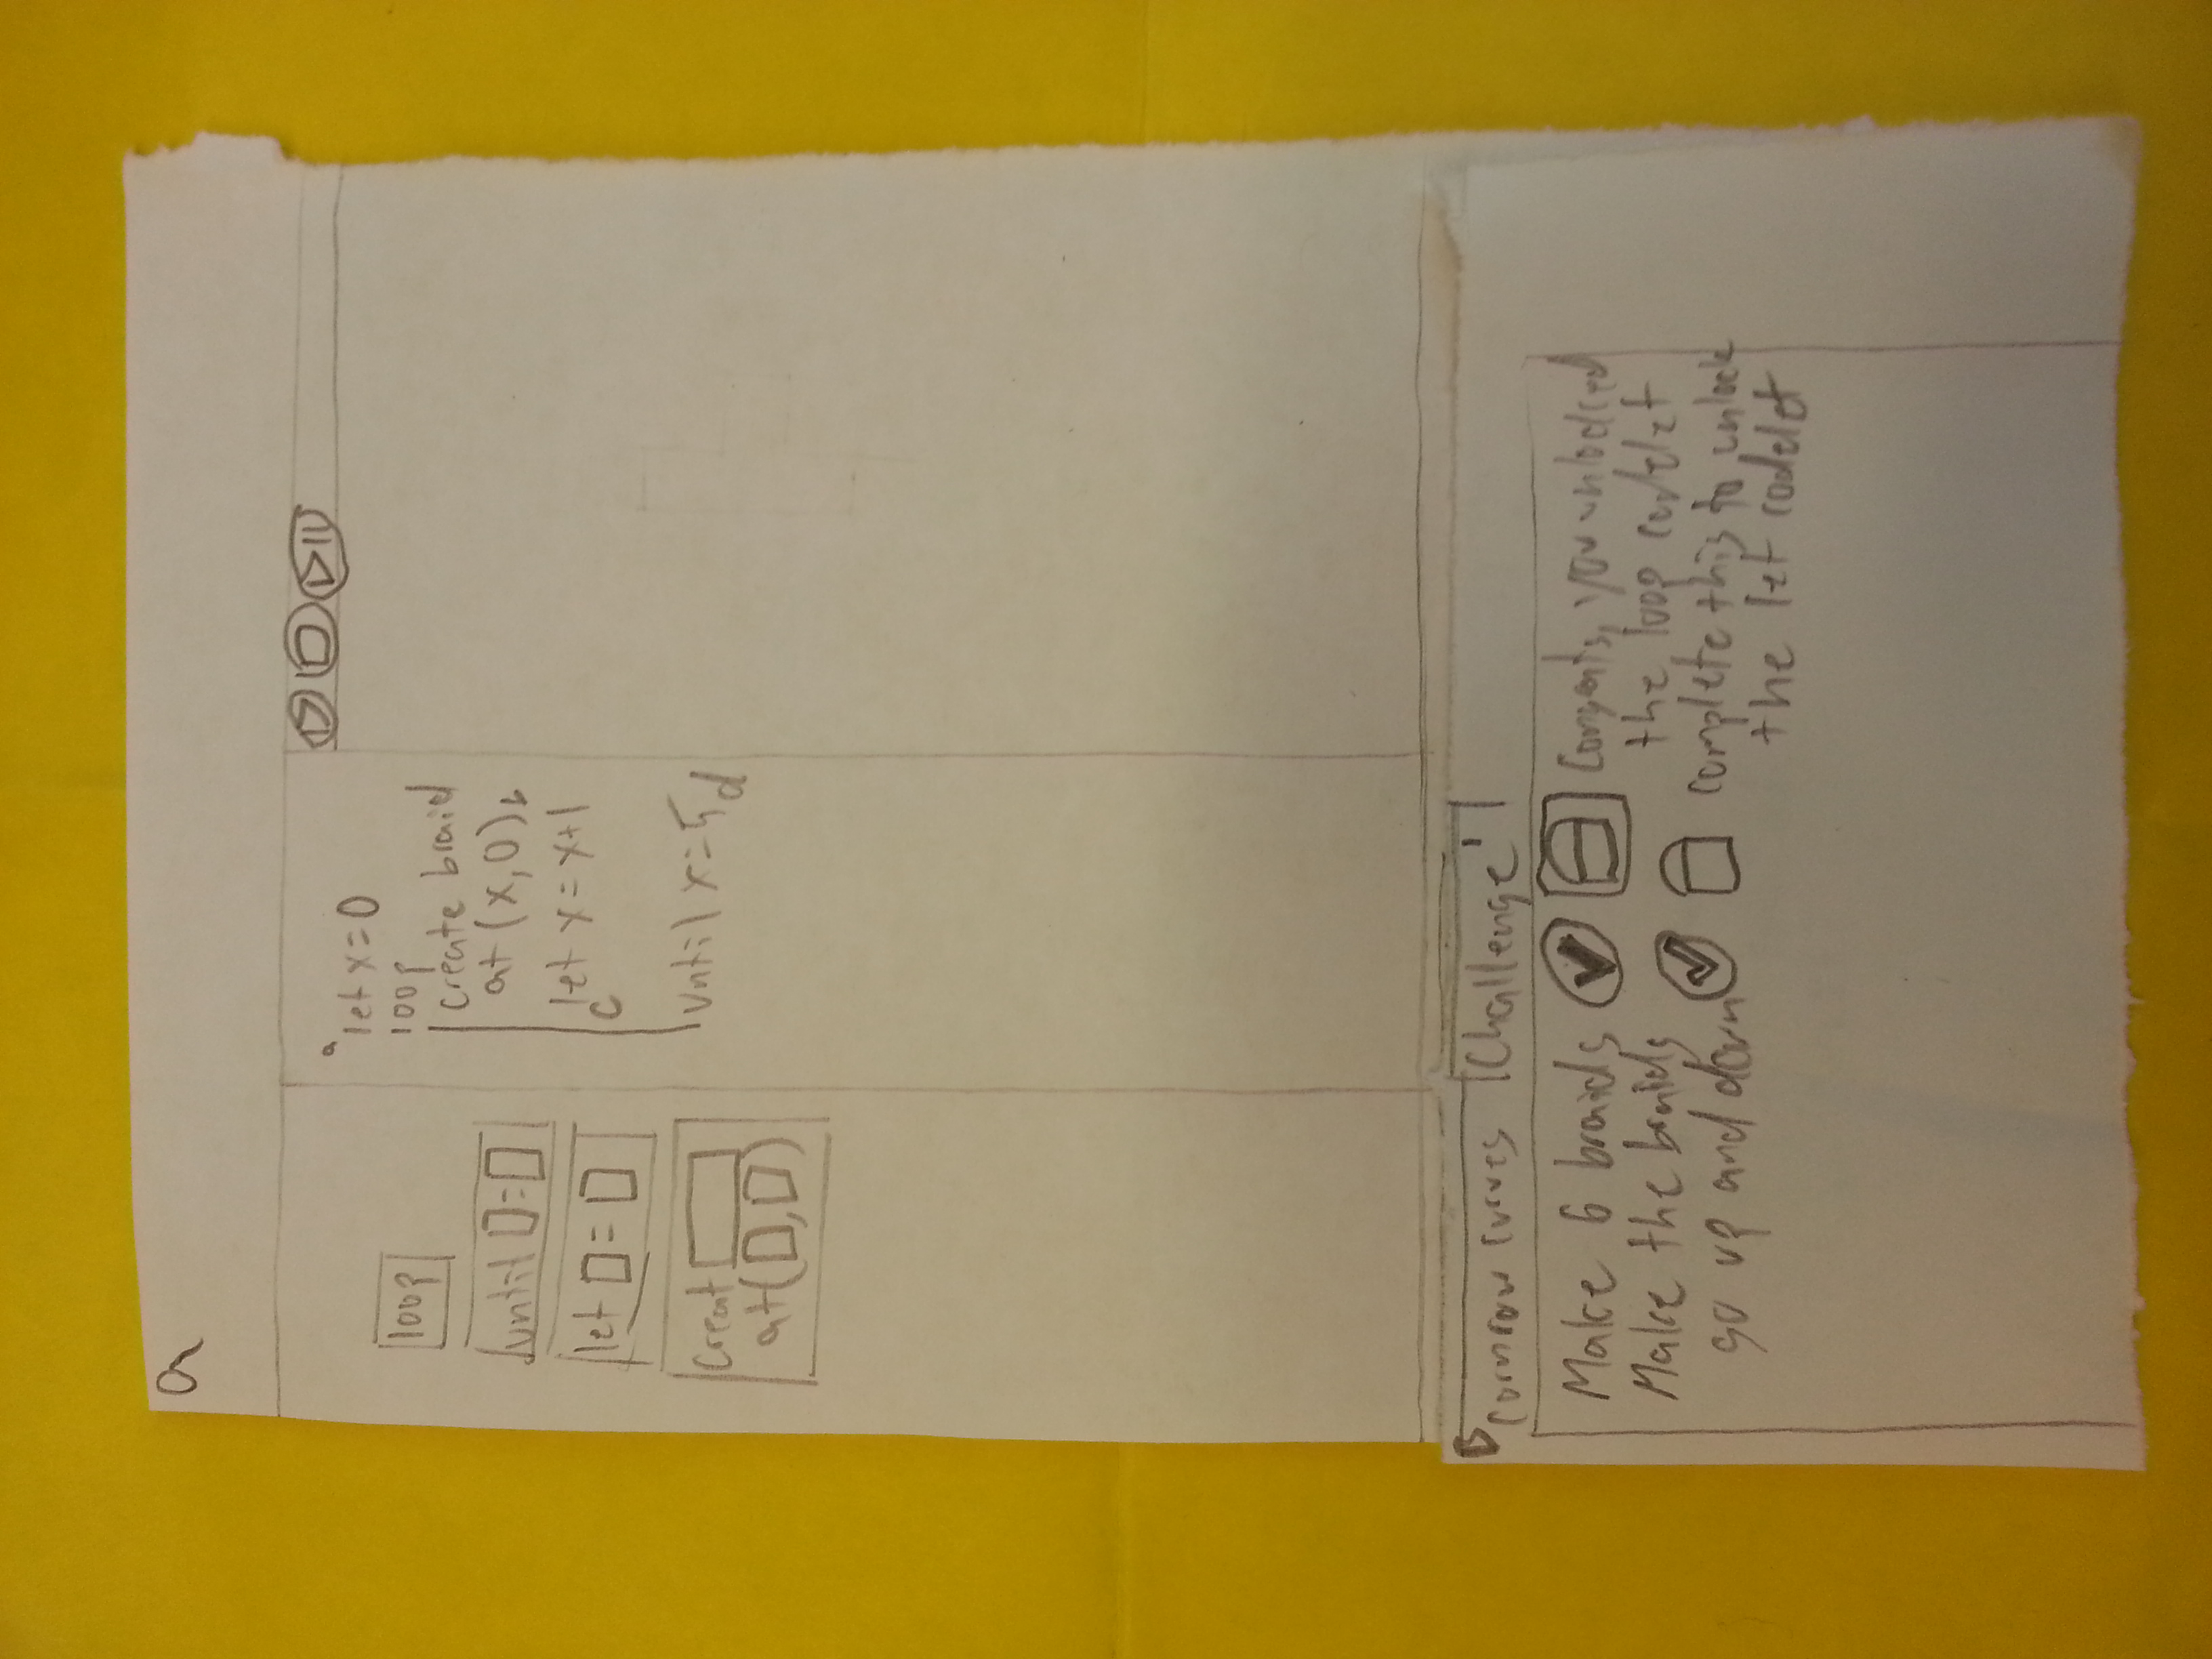 a
loop
until □=□
let □=□
Creat
at(□,□)
a
let x=0
loop
create braid
at (x,0) b
let x=x+1
c
until x=5 d
B
Cornrow curves
Challenge
Make 6 braids
Make the braids
go up and down
Congrats, you unlocked
the loop codelet
complete this to unlock
the let codelet